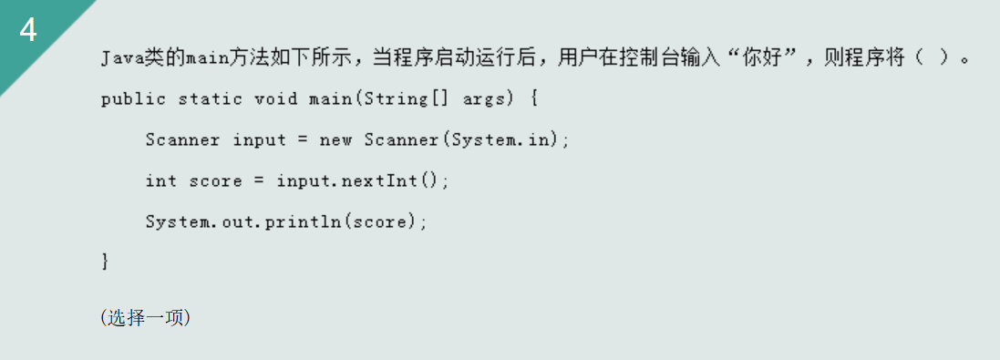 4
Java类的main方法如下所示，当程序启动运行后，用户在控制台输入“你好”，则程序将（ ）。
public static void main(String[] args) {
Scanner input = new Scanner(System.in);
int score = input.nextInt();
System.out.println(score);
}
(选择一项)